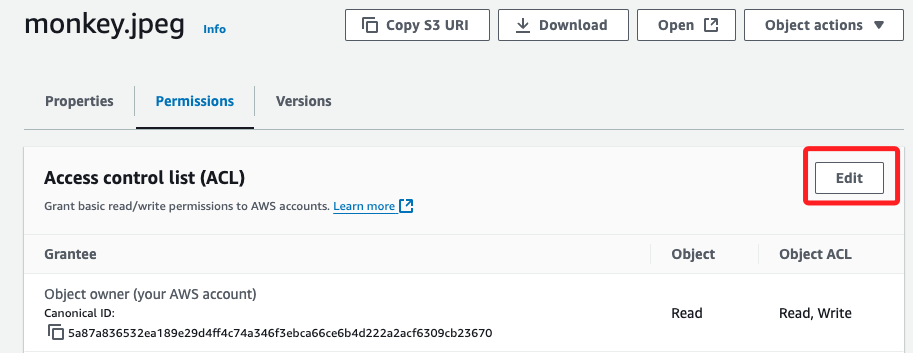 monkey.jpeg Info Copy S3 URI Download Open Object actions
Properties Permissions Versions
Access control list (ACL) Edit
Grant basic read/write permissions to AWS accounts. Learn more
Grantee Object Object ACL
Object owner (your AWS account)
Canonical ID:
Read Read, Write
5a87a836532ea189e29d4ff4c74a346f3ebca66ce6b4d222a2acf6309cb23670